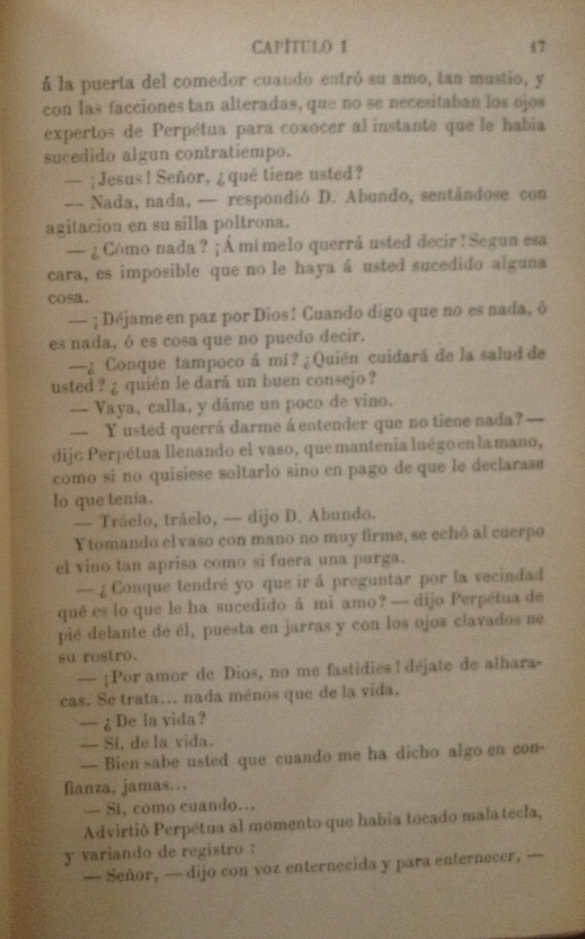 CAPÍTULO I 17
á la puerta del comedor cuando entró su amo, tan mustio, y
con las facciones tan alteradas, que no se necesitaban los ojos
expertos de Perpétua para coxocer al instante que le habia
sucedido algun contratiempo.
— ¡Jesus! Señor, ¿qué tiene usted?
-- Nada, nada, — respondió D. Abundo, sentándose con
agitacion en su silla poltrona.
— ¿Cómo nada? ¡Á mí me lo querrá usted decir! Segun esa
cara, es imposible que no le haya á usted sucedido alguna
cosa.
— ¡Déjame en paz por Dios! Cuando digo que no es nada, ó
es nada, ó es cosa que no puedo decir.
—¿ Conque tampoco á mí? ¿Quién cuidará de la salud de
usted? ¿ quién le dará un buen consejo?
— Vaya, calla, y dáme un poco de vino.
— Y usted querrá darme á entender que no tiene nada? —
dijo Perpétua llenando el vaso, que mantenia luégo en la mano,
como si no quisiese soltarlo sino en pago de que le declarase
lo que tenía.
— Tráelo, tráelo, — dijo D. Abundo.
Y tomando el vaso con mano no muy firme, se echó al cuerpo
el vino tan aprisa como si fuera una purga.
— ¿Conque tendré yo que ir á preguntar por la vecindad
qué es lo que le ha sucedido á mi amo? — dijo Perpétua de
pié delante de él, puesta en jarras y con los ojos clavados ne
su rostro.
— ¡Por amor de Dios, no me fastidies! déjate de alhara-
cas. Se trata... nada ménos que de la vida.
— ¿De la vida?
— Sí, de la vida.
— Bien sabe usted que cuando me ha dicho algo en con-
fianza, jamas...
— Sí, como cuando...
Advirtió Perpétua al momento que habia tocado mala tecla,
y variando de registro :
— Señor, — dijo con voz enternecida y para enternecer, —